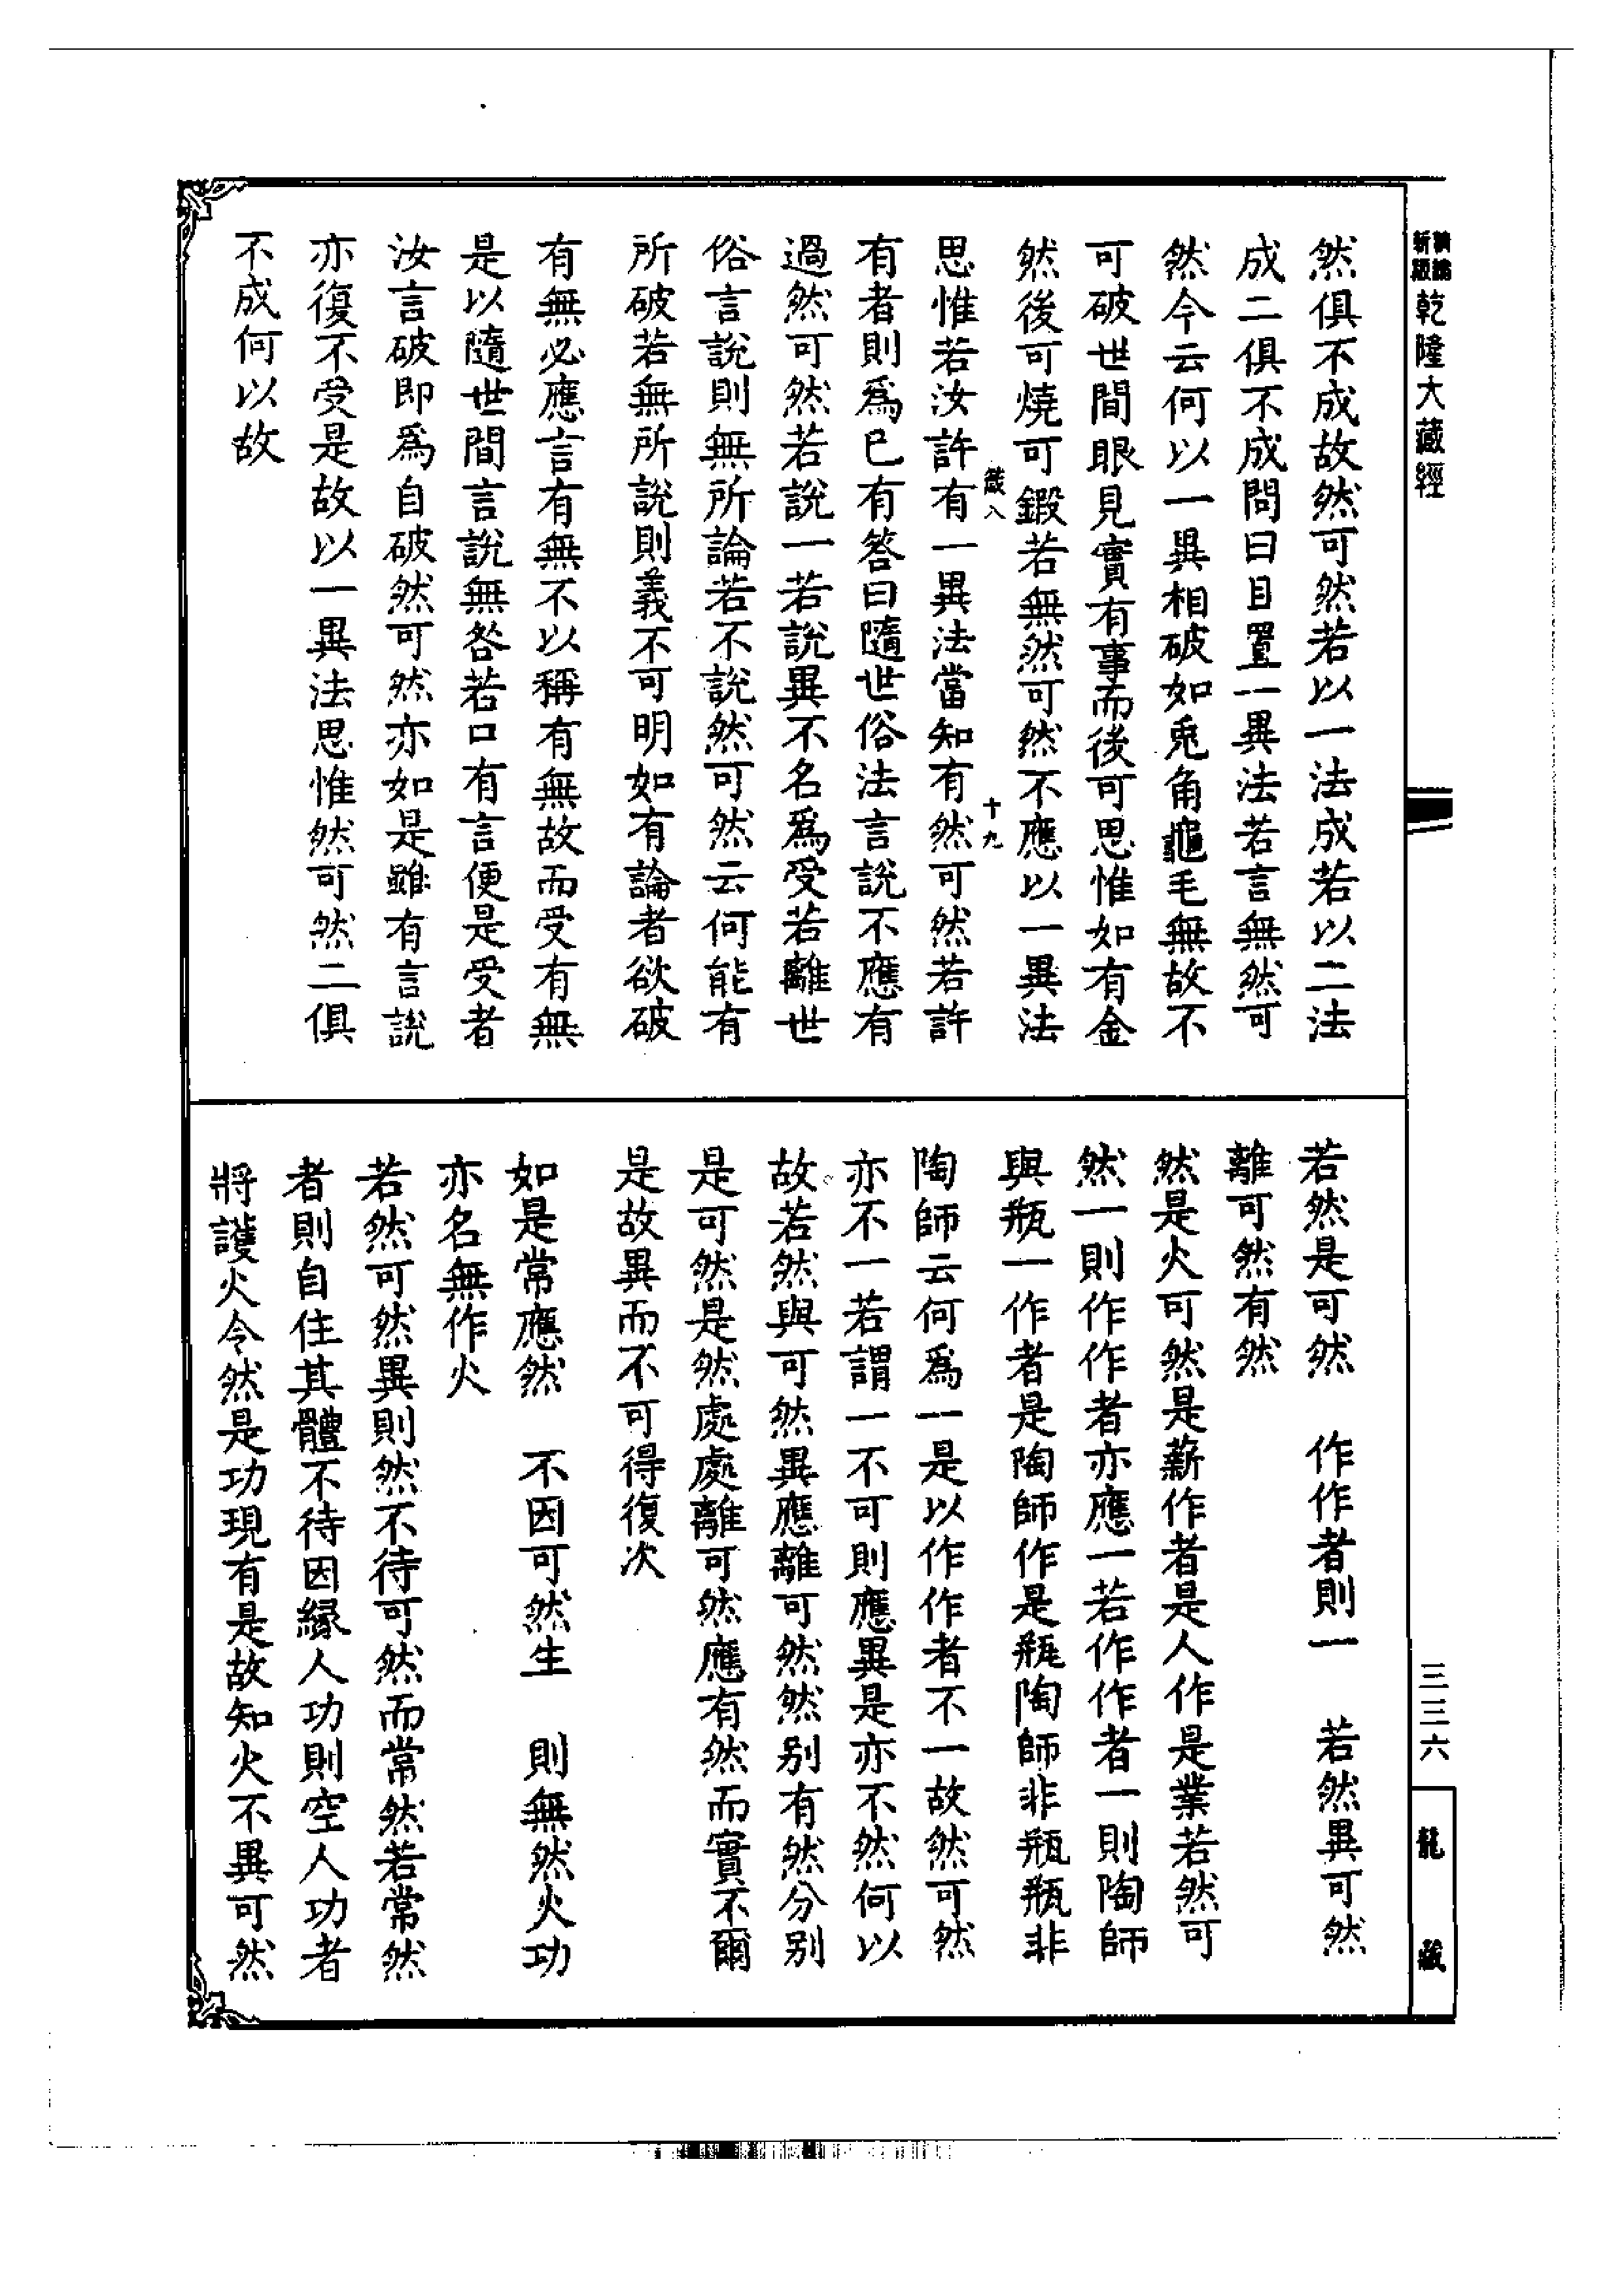 新編
新版
乾隆大藏經
然俱不成故然可然若以一法成若以二法
成二俱不成問曰且置一異法若言無然可
然今云何以一異相破如兎角龜毛無故不
可破世間眼見實有事而後可思惟如有金
然後可燒可鍛若無然可然不應以一異法
箴八
十九
思惟若汝許有一異法當知有然可然若許
有者則爲已有答曰隨世俗法言說不應有
過然可然若說一若說異不名爲受若離世
俗言說則無所論若不說然可然云何能有
所破若無所說則義不可明如有論者欲破
有無必應言有無不以稱有無故而受有無
是以隨世間言說無咎若口有言便是受者
汝言破即爲自破然可然亦如是雖有言說
亦復不受是故以一異法思惟然可然二俱
不成何以故
若然是可然 作作者則一 若然異可然
離可然有然
然是火可然是薪作者是人作是業若然可
然一則作作者亦應一若作作者一則陶師
與瓶一作者是陶師作是瓶陶師非瓶瓶非
陶師云何爲一是以作作者不一故然可然
亦不一若謂一不可則應異是亦不然何以
故若然與可然異應離可然然别有然分别
是可然是然處處離可然應有然而實不爾
是故異而不可得復次
如是常應然 不因可然生 則無然火功
亦名無作火
若然可然異則然不待可然而常然若常然
者則自住其體不待因緣人功則空人功者
將護火令然是功現有是故知火不異可然
三三六
龍藏